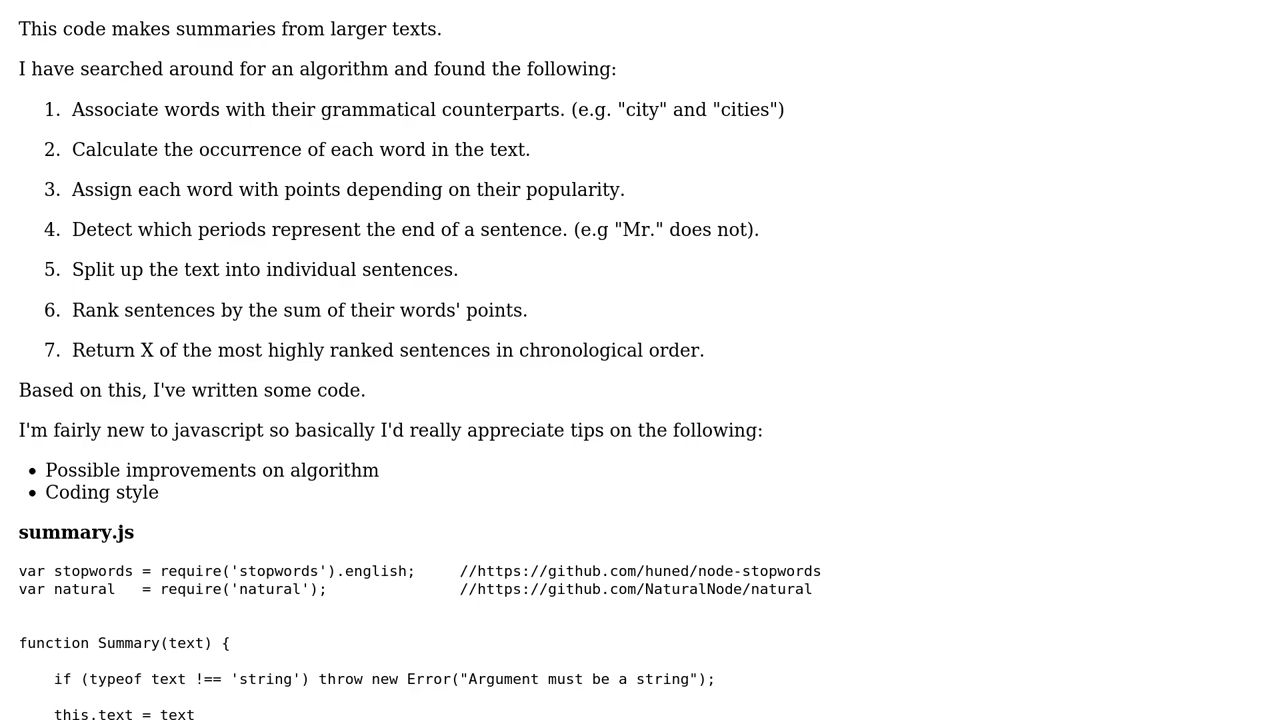 This code makes summaries from larger texts.
I have searched around for an algorithm and found the following:
1. Associate words with their grammatical counterparts. (e.g. "city" and "cities")
2. Calculate the occurrence of each word in the text.
3. Assign each word with points depending on their popularity.
4. Detect which periods represent the end of a sentence. (e.g "Mr." does not).
5. Split up the text into individual sentences.
6. Rank sentences by the sum of their words' points.
7. Return X of the most highly ranked sentences in chronological order.
Based on this, I've written some code.
I'm fairly new to javascript so basically I'd really appreciate tips on the following:
• Possible improvements on algorithm
• Coding style
summary.js
var stopwords = require('stopwords').english;     //https://github.com/huned/node-stopwords
var natural   = require('natural');               //https://github.com/NaturalNode/natural
function Summary(text) {
    if (typeof text !== 'string') throw new Error("Argument must be a string");
    this.text = text